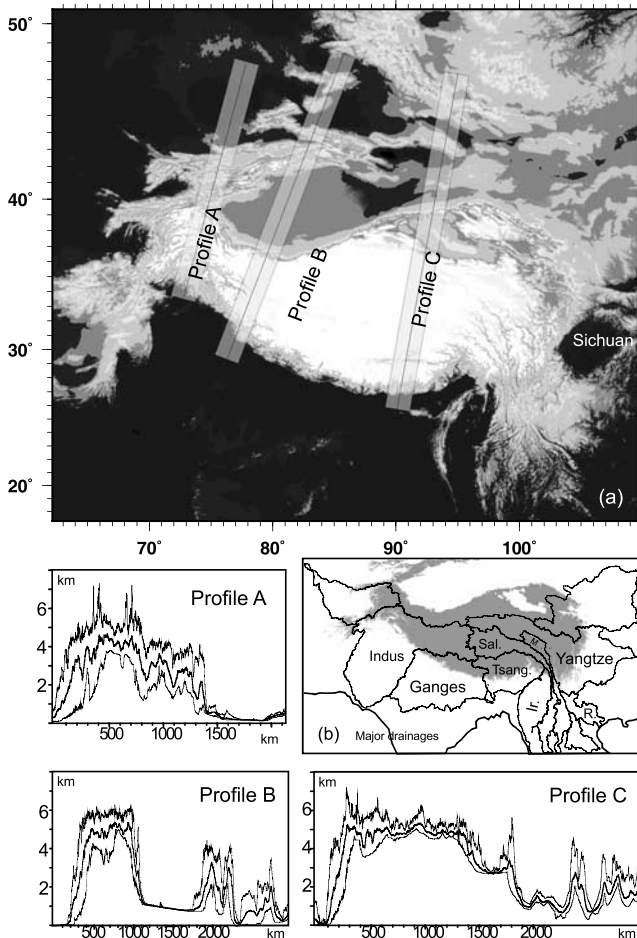 50°
40°
30°
20°
Profile A
Profile B
Profile C
Sichuan
(a)
70° 80° 90° 100°
km
Profile A
6
4
2
500 1000 1500
km
Indus
Sal.
M.
Tsang.
Yangtze
Ganges
Ir.
R.
(b)
Major drainages
km
Profile B
6
4
2
500 1000 1500 2000
km
km
Profile C
6
4
2
500 1000 1500 2000
km